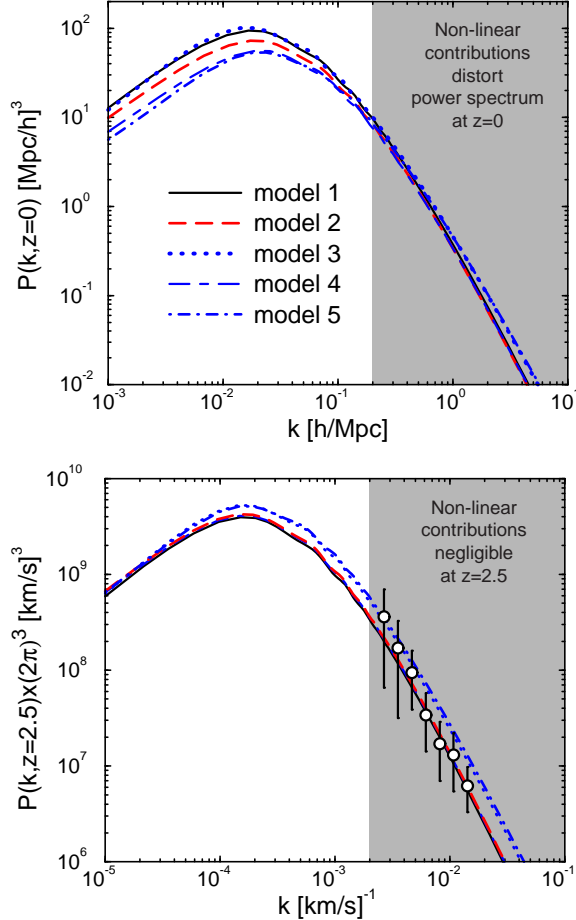 10³
10²
10¹
10⁰
10⁻¹
10⁻²
P(k,z=0) [Mpc/h]³
Non-linear
contributions
distort
power spectrum
at z=0
model 1
model 2
model 3
model 4
model 5
10⁻³ 10⁻² 10⁻¹ 10⁰ 10¹
k [h/Mpc]
10¹⁰
10⁹
10⁸
10⁷
10⁶
P(k,z=2.5)x(2π)³ [km/s]³
Non-linear
contributions
negligible
at z=2.5
10⁻⁵ 10⁻⁴ 10⁻³ 10⁻² 10⁻¹
k [km/s]⁻¹